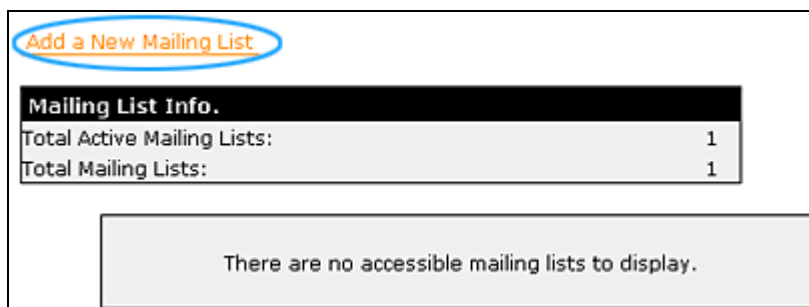 Add a New Mailing List
Mailing List Info.
Total Active Mailing Lists: 1
Total Mailing Lists: 1
There are no accessible mailing lists to display.